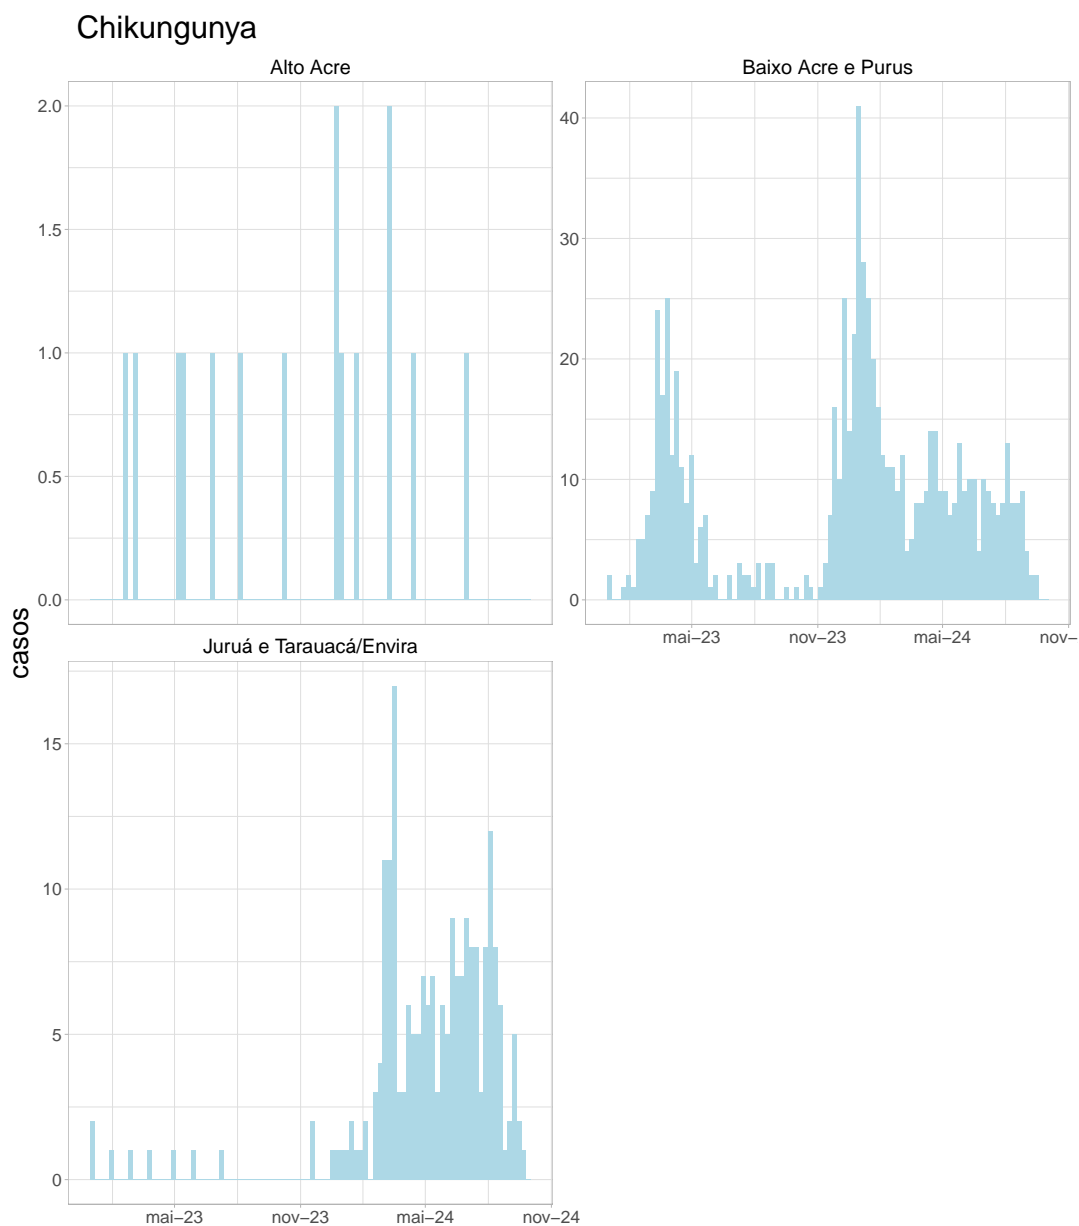 Chikungunya
Alto Acre
Baixo Acre e Purus
2.0
1.5
1.0
0.5
0.0
40
30
20
10
0
mai−23
nov−23
mai−24
nov−
casos
Juruá e Tarauacá/Envira
15
10
5
0
mai−23
nov−23
mai−24
nov−24